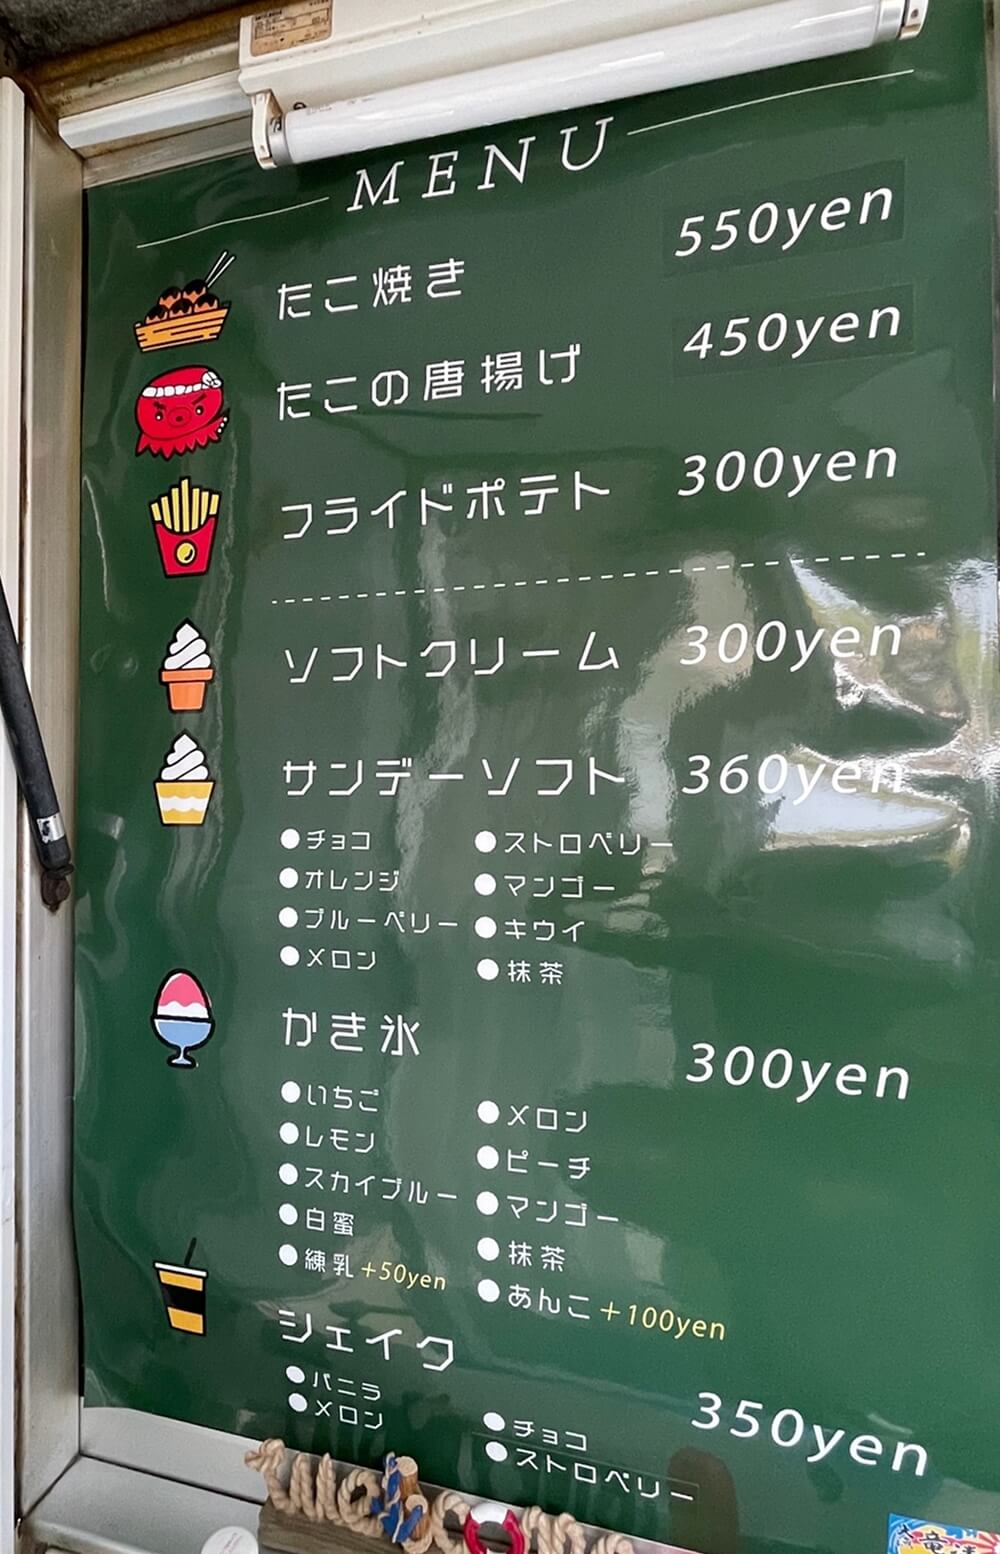 MENU
たこ焼き 550yen
たこの唐揚げ 450yen
フライドポテト 300yen
ソフトクリーム 300yen
サンデーソフト 360yen
●チョコ ●ストロベリー
●オレンジ ●マンゴー
●ブルーベリー ●キウイ
●メロン ●抹茶
かき氷 300yen
●いちご ●メロン
●レモン ●ピーチ
●スカイブルー ●マンゴー
●白蜜 ●抹茶
●練乳+50yen ●あんこ+100yen
シェイク 350yen
●バニラ ●チョコ
●メロン ●ストロベリー